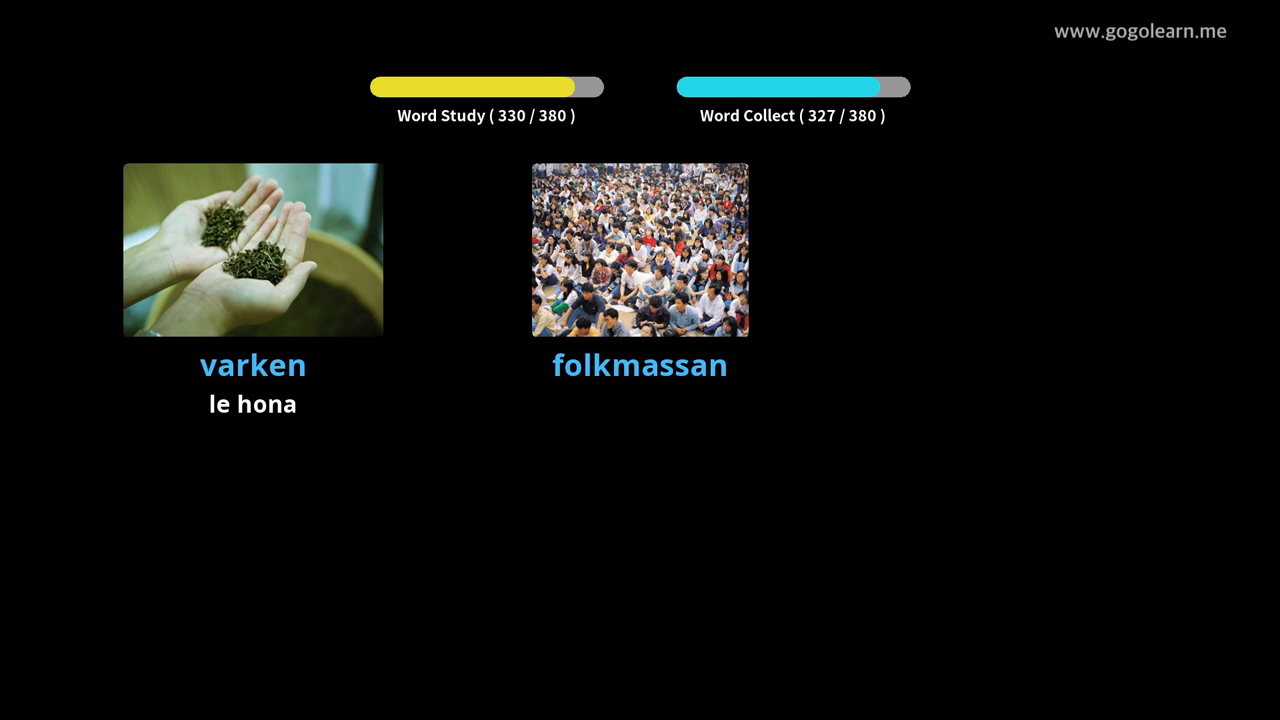 www.gogolearn.me
Word Study ( 330 / 380 )
Word Collect ( 327 / 380 )
varken
le hona
folkmassan